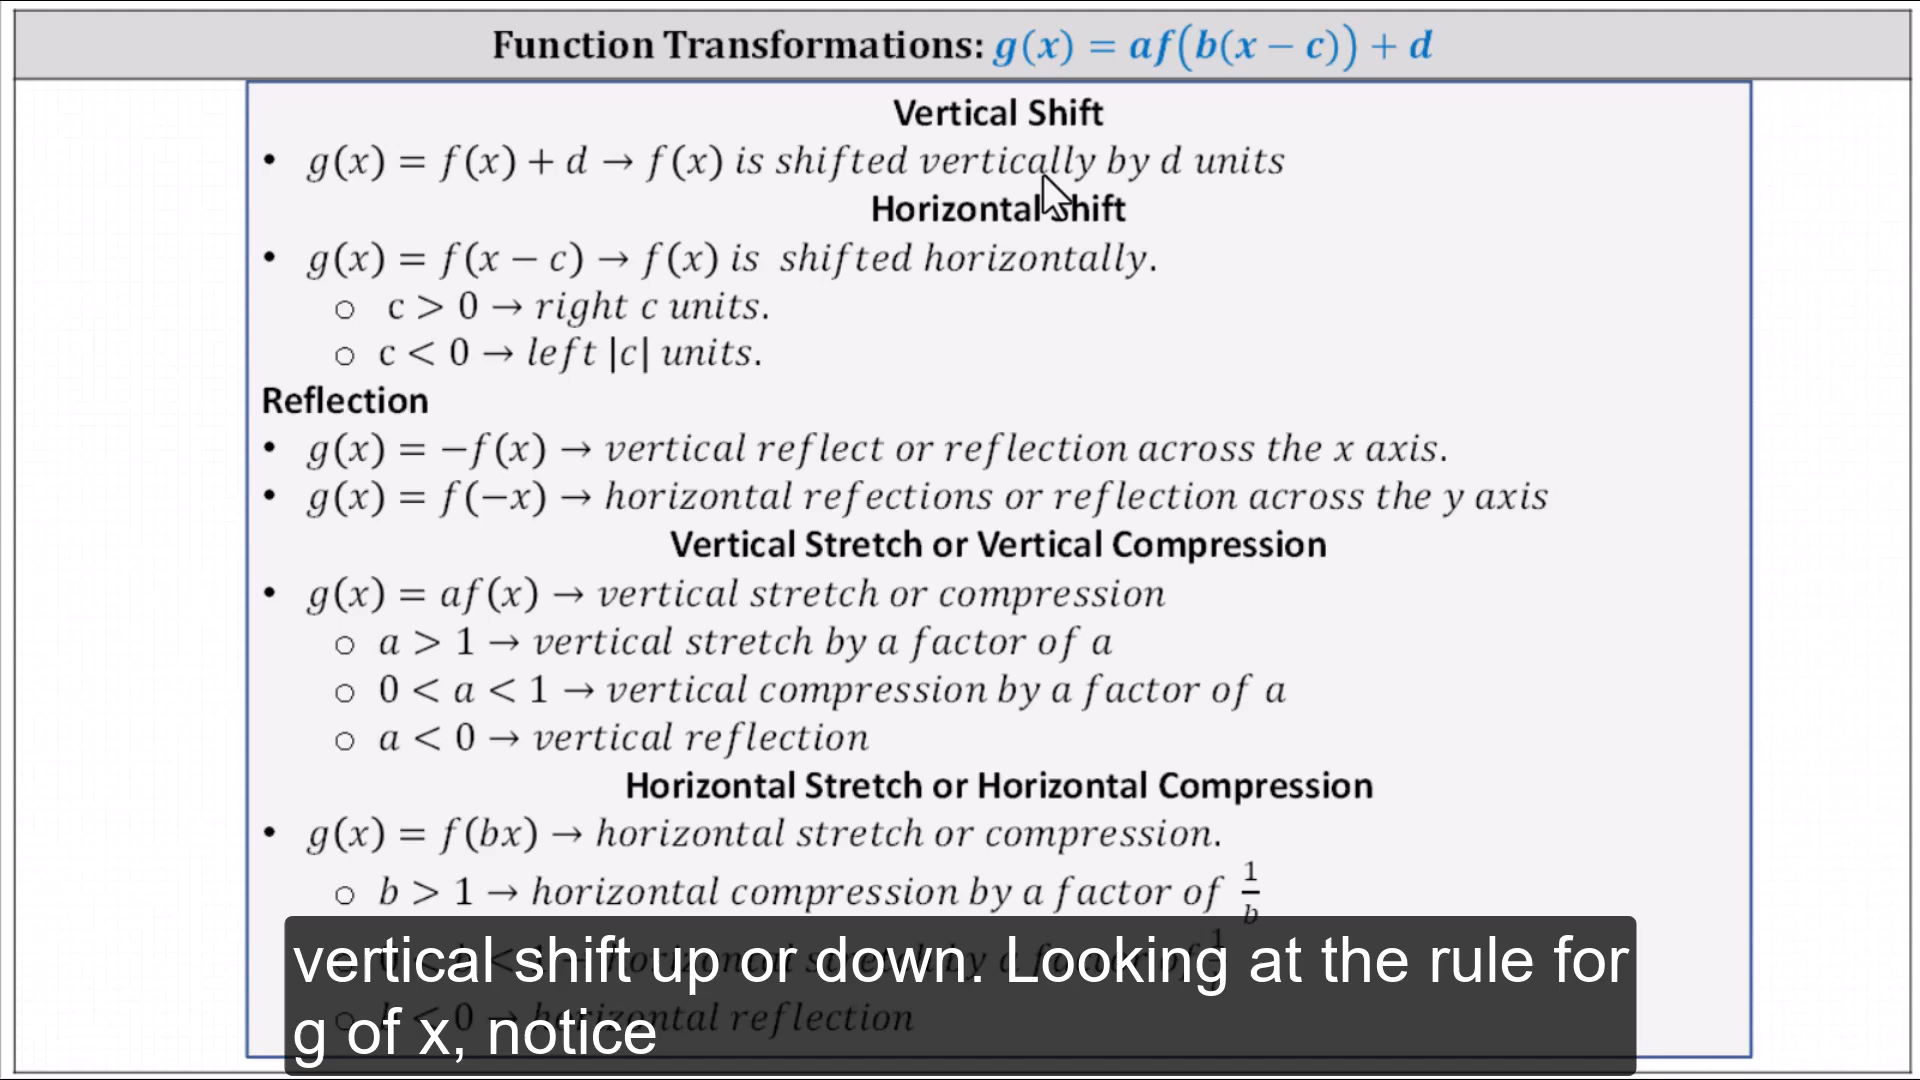 Function Transformations: g(x) = af(b(x − c)) + d
Vertical Shift
• g(x) = f(x) + d → f(x) is shifted vertically by d units
Horizontal Shift
• g(x) = f(x − c) → f(x) is shifted horizontally.
○ c > 0 → right c units.
○ c < 0 → left |c| units.
Reflection
• g(x) = −f(x) → vertical reflect or reflection across the x axis.
• g(x) = f(−x) → horizontal refections or reflection across the y axis
Vertical Stretch or Vertical Compression
• g(x) = af(x) → vertical stretch or compression
○ a > 1 → vertical stretch by a factor of a
○ 0 < a < 1 → vertical compression by a factor of a
○ a < 0 → vertical reflection
Horizontal Stretch or Horizontal Compression
• g(x) = f(bx) → horizontal stretch or compression.
○ b > 1 → horizontal compression by a factor of 1/b
○ b < 0 → horizontal reflection
vertical shift up or down. Looking at the rule for
g of x, notice